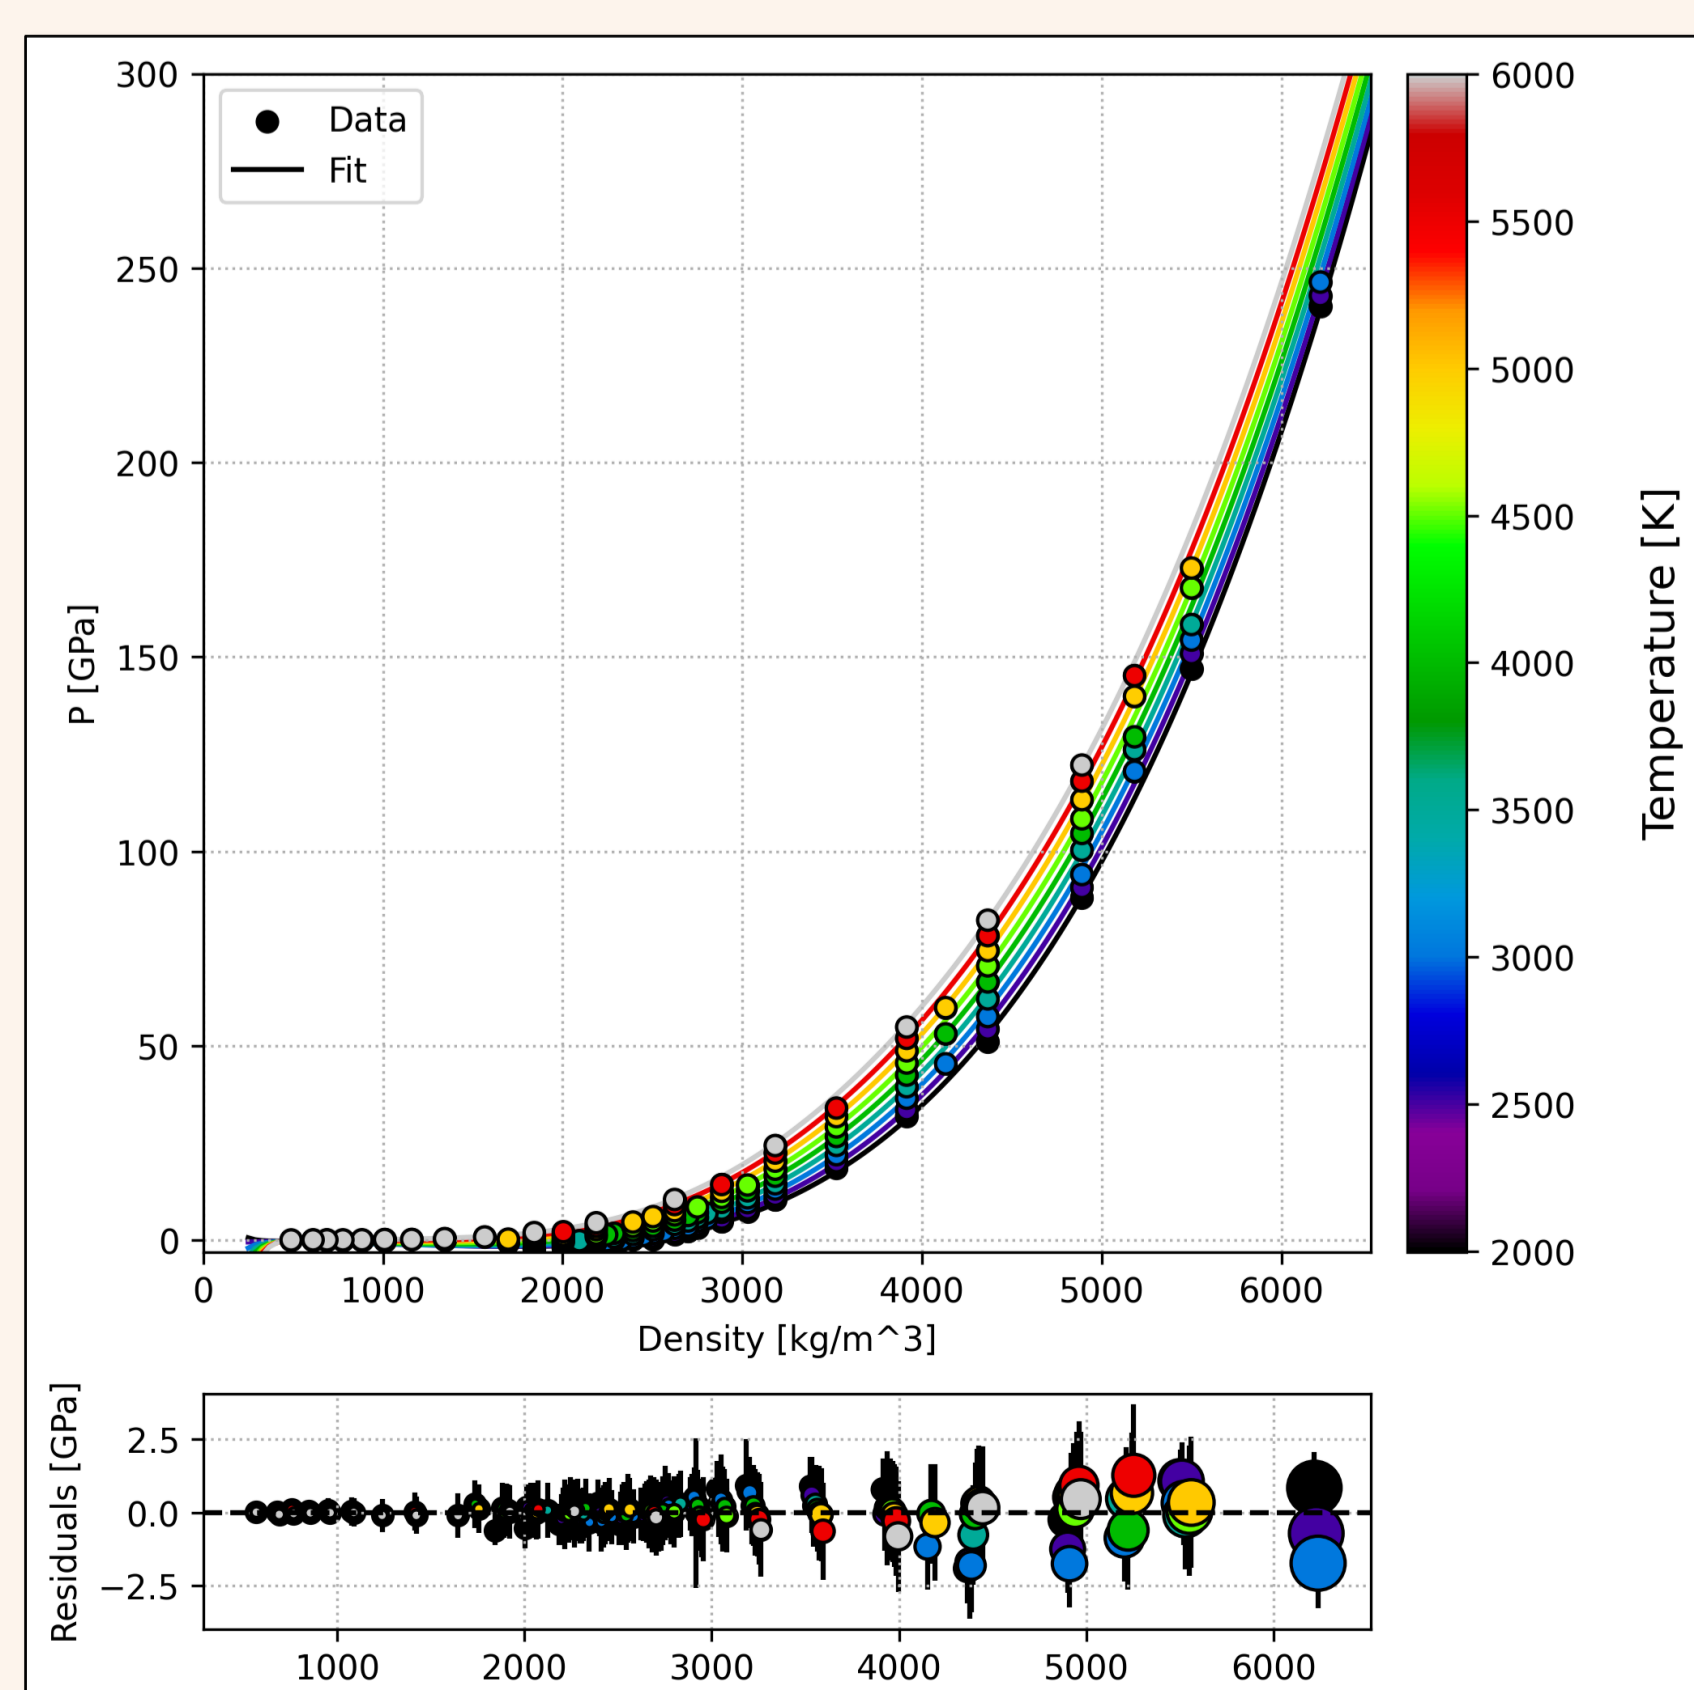 300
250
200
150
100
50
0
P [GPa]
Data
Fit
0 1000 2000 3000 4000 5000 6000
Density [kg/m^3]
6000
5500
5000
4500
4000
3500
3000
2500
2000
Temperature [K]
2.5
0.0
−2.5
Residuals [GPa]
1000 2000 3000 4000 5000 6000